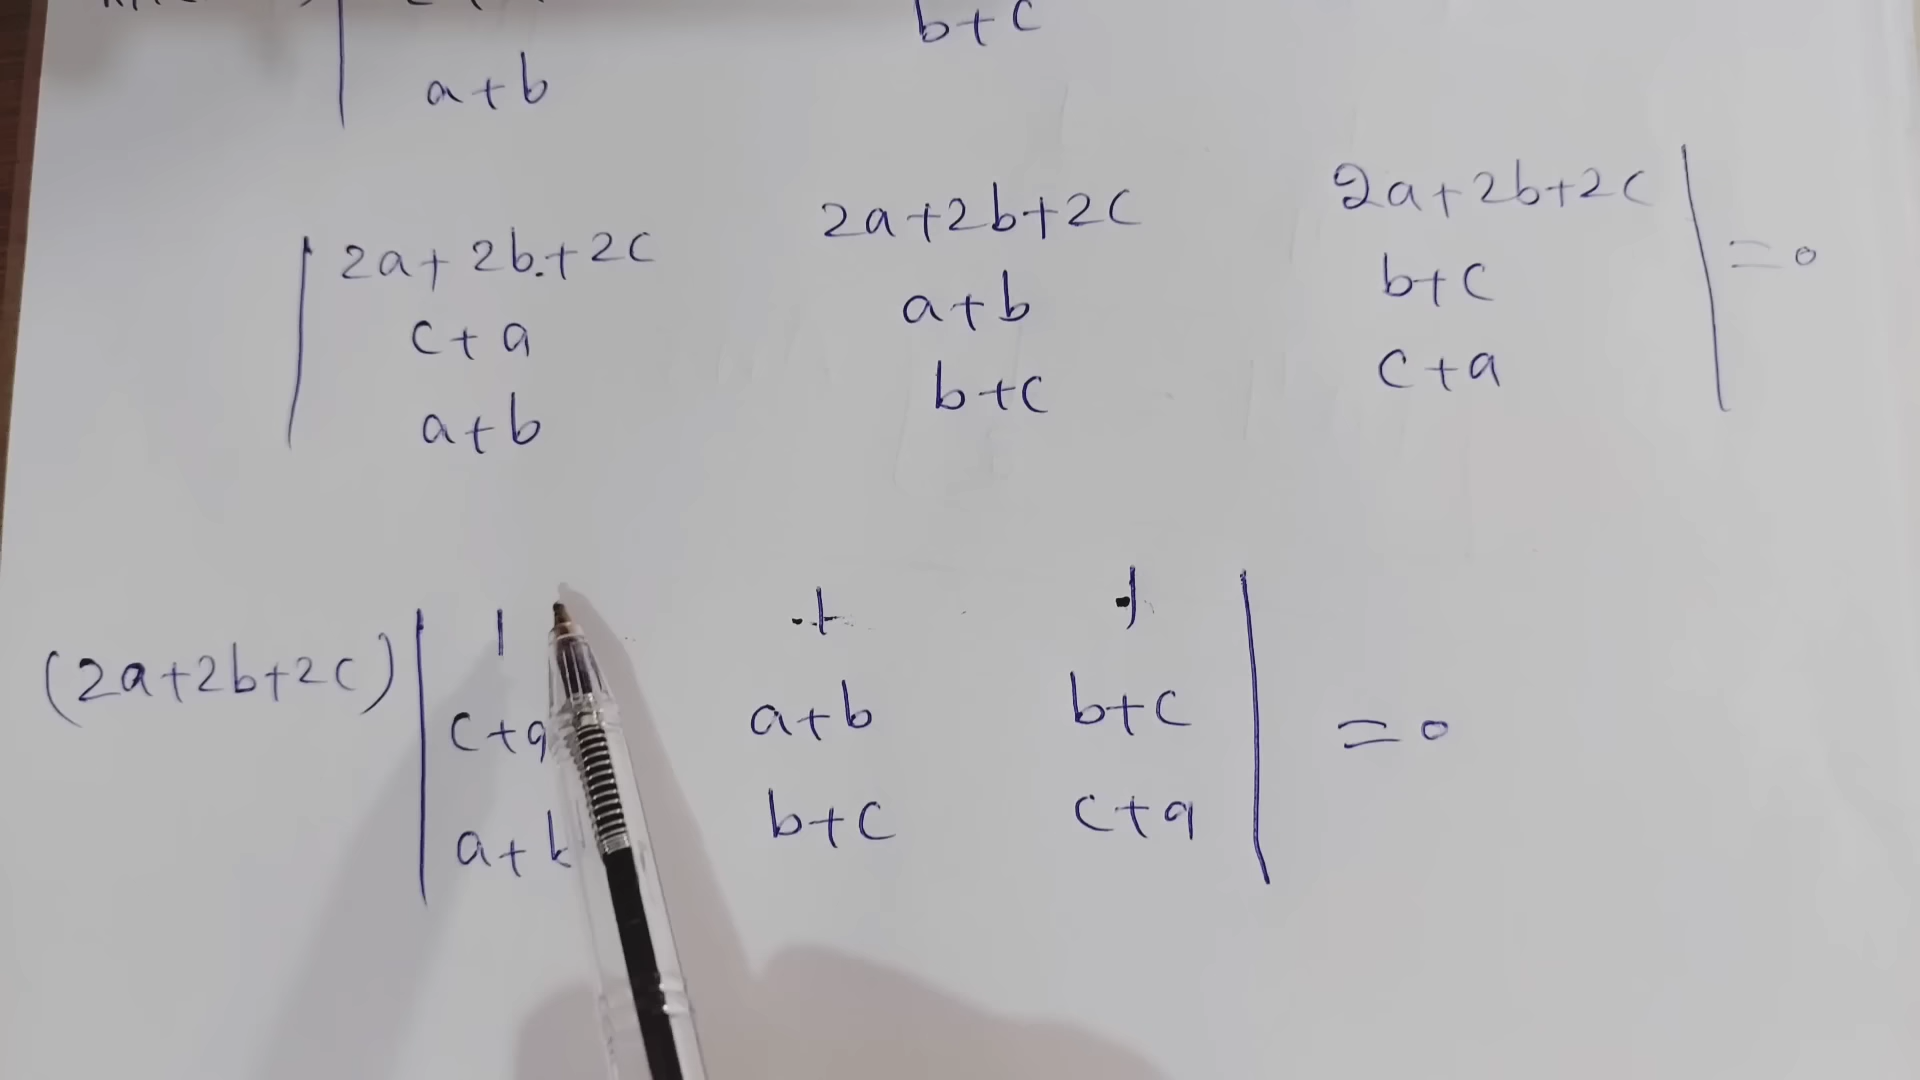 b+c
a+b
2a+2b+2c 2a+2b+2c 2a+2b+2c
c+a a+b b+c =0
a+b b+c c+a
1 1 1
(2a+2b+2c) c+a a+b b+c =0
b+c c+a